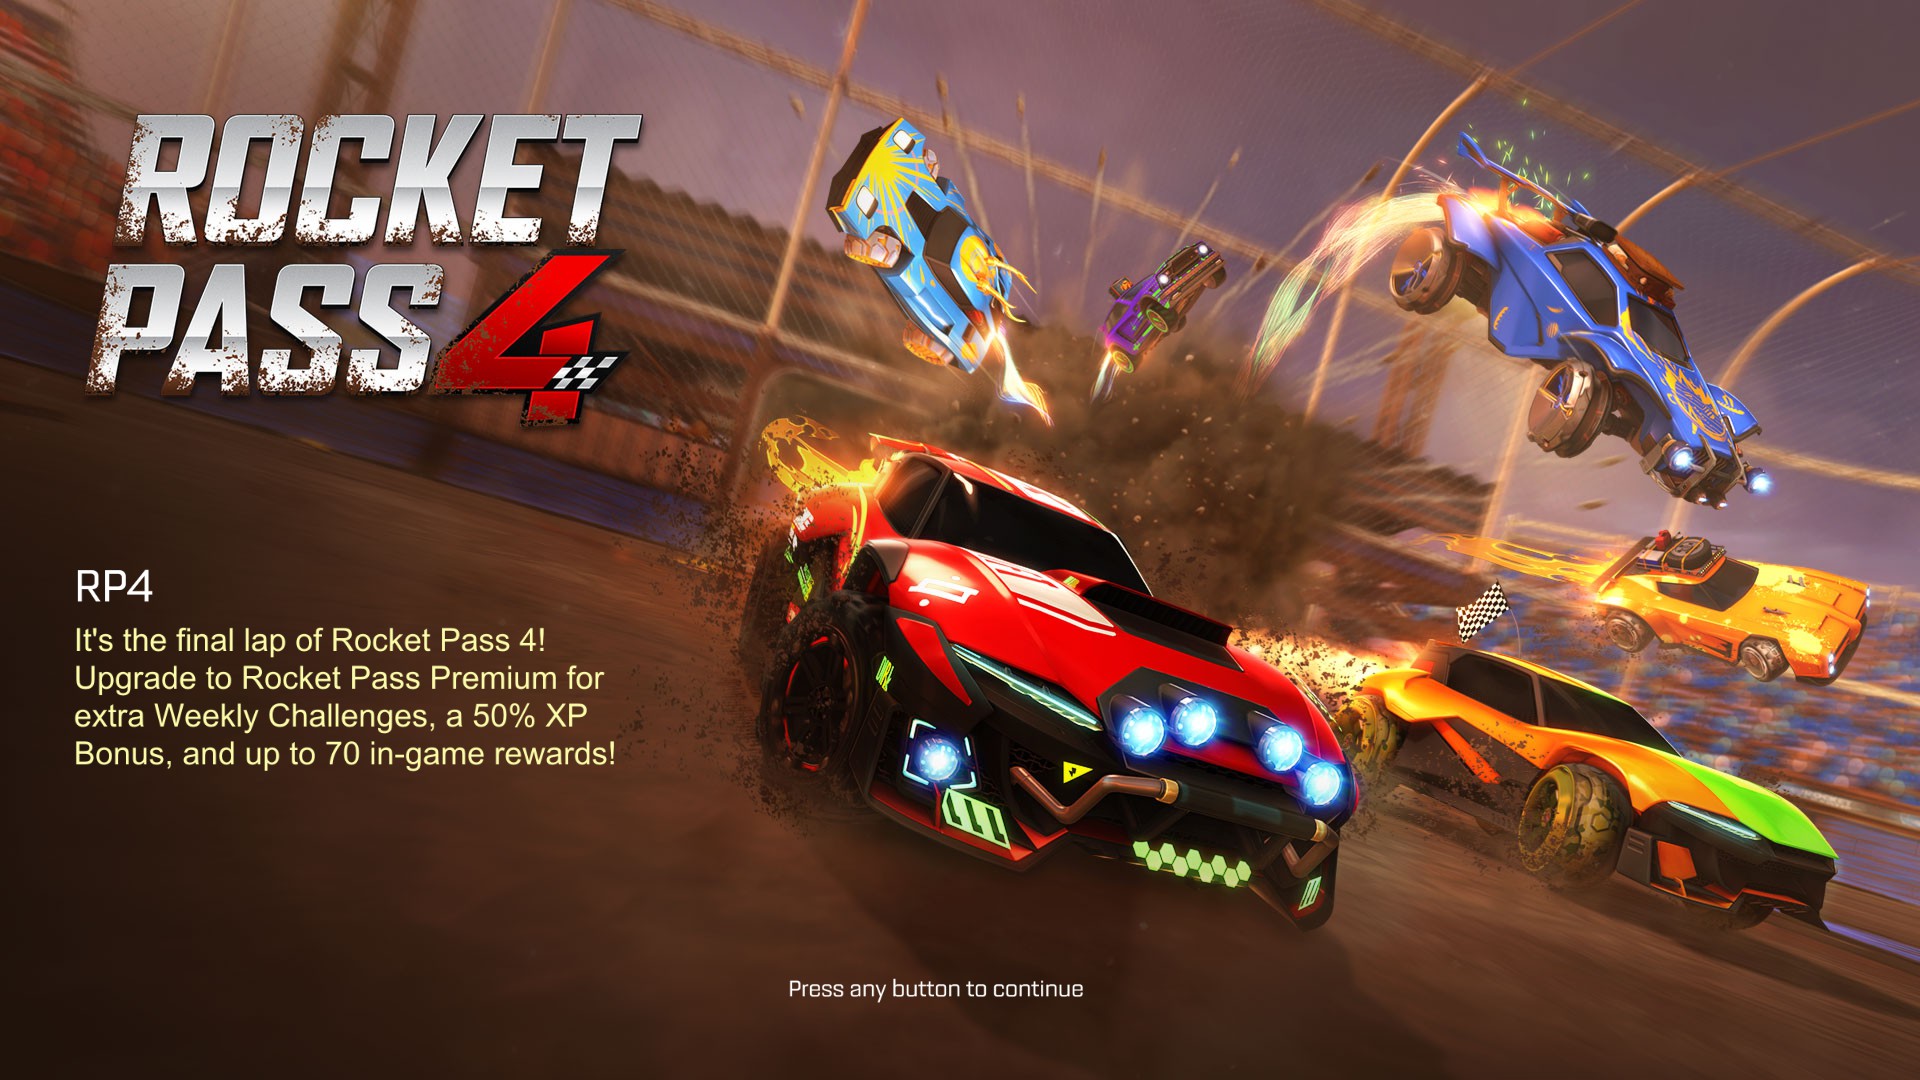 ROCKET
PASS 4
RP4
It's the final lap of Rocket Pass 4!
Upgrade to Rocket Pass Premium for
extra Weekly Challenges, a 50% XP
Bonus, and up to 70 in-game rewards!
Press any button to continue